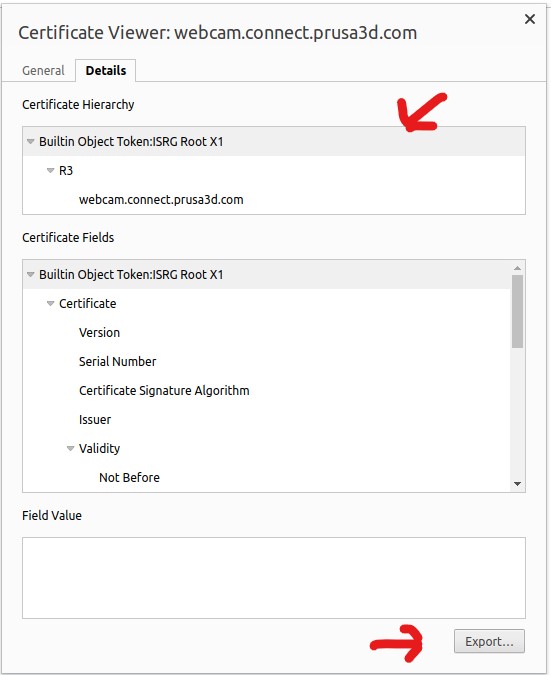 Certificate Viewer: webcam.connect.prusa3d.com
General Details
Certificate Hierarchy
Builtin Object Token:ISRG Root X1
R3
webcam.connect.prusa3d.com
Certificate Fields
Builtin Object Token:ISRG Root X1
Certificate
Version
Serial Number
Certificate Signature Algorithm
Issuer
Validity
Not Before
Field Value
Export...